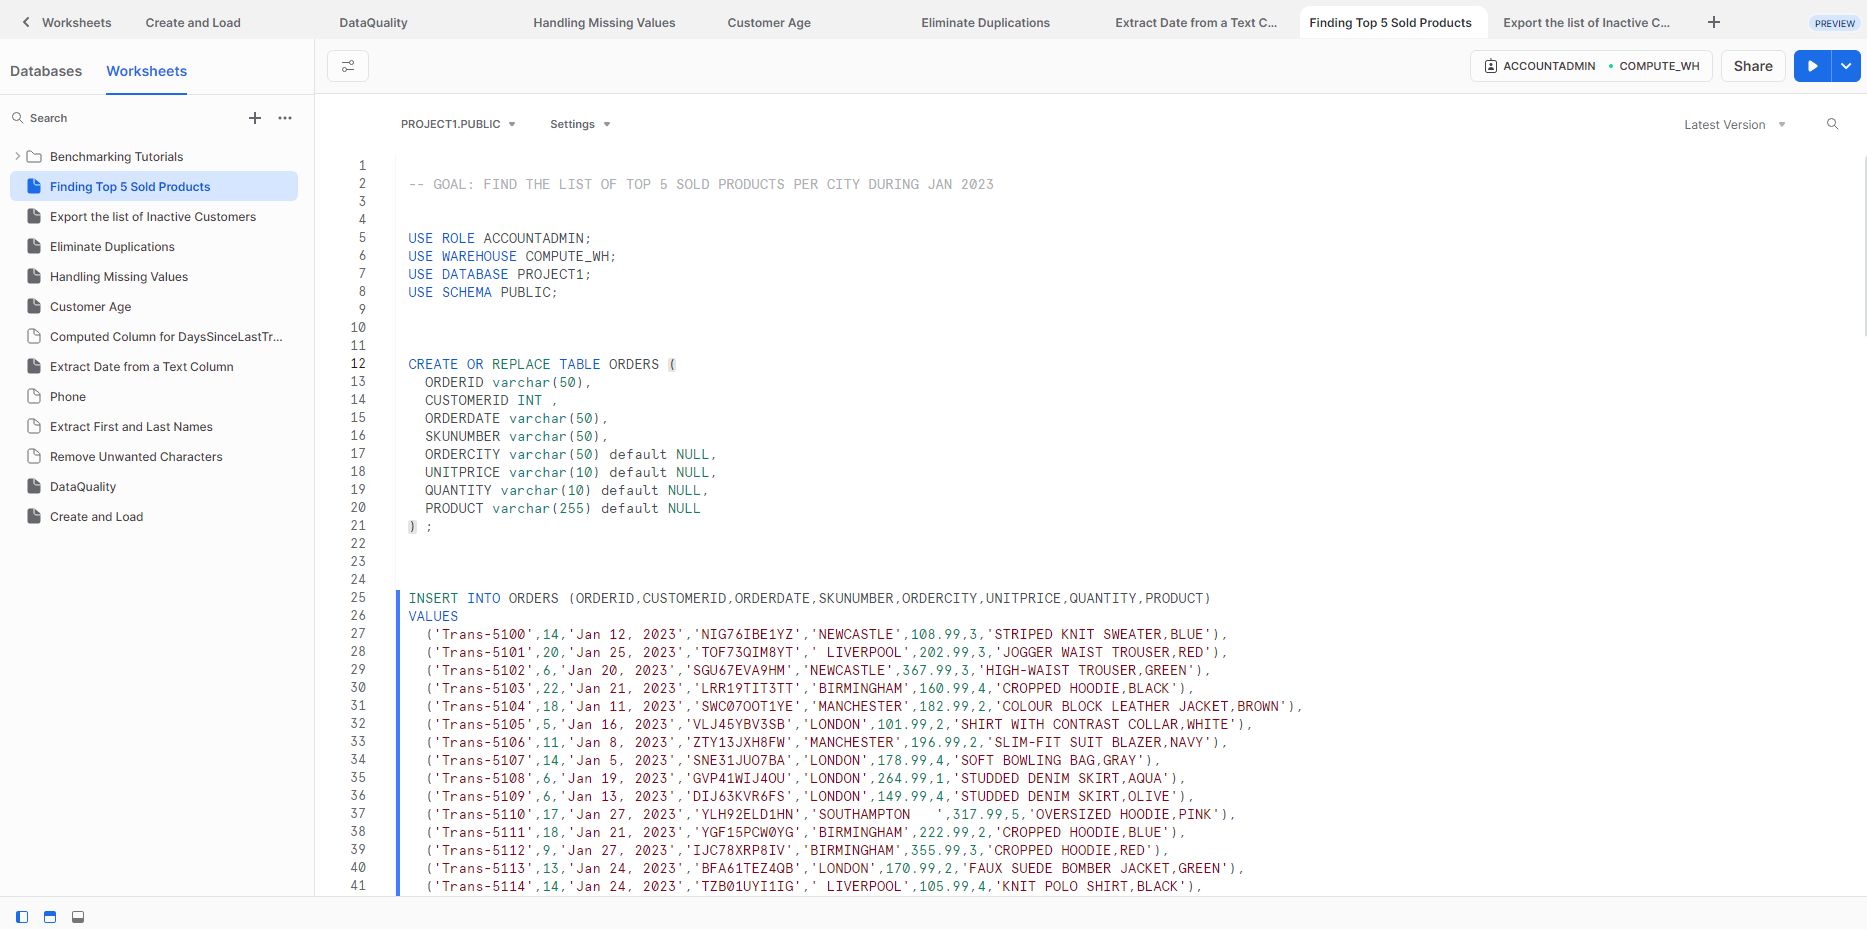 Worksheets
Create and Load
DataQuality
Handling Missing Values
Customer Age
Eliminate Duplications
Extract Date from a Text C...
Finding Top 5 Sold Products
Export the list of Inactive C...
PREVIEW
Databases
Worksheets
ACCOUNTADMIN
COMPUTE_WH
Share
Search
Benchmarking Tutorials
Finding Top 5 Sold Products
Export the list of Inactive Customers
Eliminate Duplications
Handling Missing Values
Customer Age
Computed Column for DaysSinceLastTr...
Extract Date from a Text Column
Phone
Extract First and Last Names
Remove Unwanted Characters
DataQuality
Create and Load
PROJECT1.PUBLIC
Settings
Latest Version
1
2 -- GOAL: FIND THE LIST OF TOP 5 SOLD PRODUCTS PER CITY DURING JAN 2023
3
4
5 USE ROLE ACCOUNTADMIN;
6 USE WAREHOUSE COMPUTE_WH;
7 USE DATABASE PROJECT1;
8 USE SCHEMA PUBLIC;
9
10
11
12 CREATE OR REPLACE TABLE ORDERS (
13 ORDERID varchar(50),
14 CUSTOMERID INT ,
15 ORDERDATE varchar(50),
16 SKUNUMBER varchar(50),
17 ORDERCITY varchar(50) default NULL,
18 UNITPRICE varchar(10) default NULL,
19 QUANTITY varchar(10) default NULL,
20 PRODUCT varchar(255) default NULL
21 ) ;
22
23
24
25 INSERT INTO ORDERS (ORDERID,CUSTOMERID,ORDERDATE,SKUNUMBER,ORDERCITY,UNITPRICE,QUANTITY,PRODUCT)
26 VALUES
27 ('Trans-5100',14,'Jan 12, 2023','NIG76IBE1YZ','NEWCASTLE',108.99,3,'STRIPED KNIT SWEATER,BLUE'),
28 ('Trans-5101',20,'Jan 25, 2023','TOF73QIM8YT',' LIVERPOOL',202.99,3,'JOGGER WAIST TROUSER,RED'),
29 ('Trans-5102',6,'Jan 20, 2023','SGU67EVA9HM','NEWCASTLE',367.99,3,'HIGH-WAIST TROUSER,GREEN'),
30 ('Trans-5103',22,'Jan 21, 2023','LRR19TIT3TT','BIRMINGHAM',160.99,4,'CROPPED HOODIE,BLACK'),
31 ('Trans-5104',18,'Jan 11, 2023','SWC07OOT1YE','MANCHESTER',182.99,2,'COLOUR BLOCK LEATHER JACKET,BROWN'),
32 ('Trans-5105',5,'Jan 16, 2023','VLJ45YBV3SB','LONDON',101.99,2,'SHIRT WITH CONTRAST COLLAR,WHITE'),
33 ('Trans-5106',11,'Jan 8, 2023','ZTY13JXH8FW','MANCHESTER',196.99,2,'SLIM-FIT SUIT BLAZER,NAVY'),
34 ('Trans-5107',14,'Jan 5, 2023','SNE31JUO7BA','LONDON',178.99,4,'SOFT BOWLING BAG,GRAY'),
35 ('Trans-5108',6,'Jan 19, 2023','GVP41WIJ4OU','LONDON',264.99,1,'STUDDED DENIM SKIRT,AQUA'),
36 ('Trans-5109',6,'Jan 13, 2023','DIJ63KVR6FS','LONDON',149.99,4,'STUDDED DENIM SKIRT,OLIVE'),
37 ('Trans-5110',17,'Jan 27, 2023','YLH92ELD1HN','SOUTHAMPTON   ',317.99,5,'OVERSIZED HOODIE,PINK'),
38 ('Trans-5111',18,'Jan 21, 2023','YGF15PCW0YG','BIRMINGHAM',222.99,2,'CROPPED HOODIE,BLUE'),
39 ('Trans-5112',9,'Jan 27, 2023','IJC78XRP8IV','BIRMINGHAM',355.99,3,'CROPPED HOODIE,RED'),
40 ('Trans-5113',13,'Jan 24, 2023','BFA61TEZ4QB','LONDON',170.99,2,'FAUX SUEDE BOMBER JACKET,GREEN'),
41 ('Trans-5114',14,'Jan 24, 2023','TZB01UYI1IG',' LIVERPOOL',105.99,4,'KNIT POLO SHIRT,BLACK'),